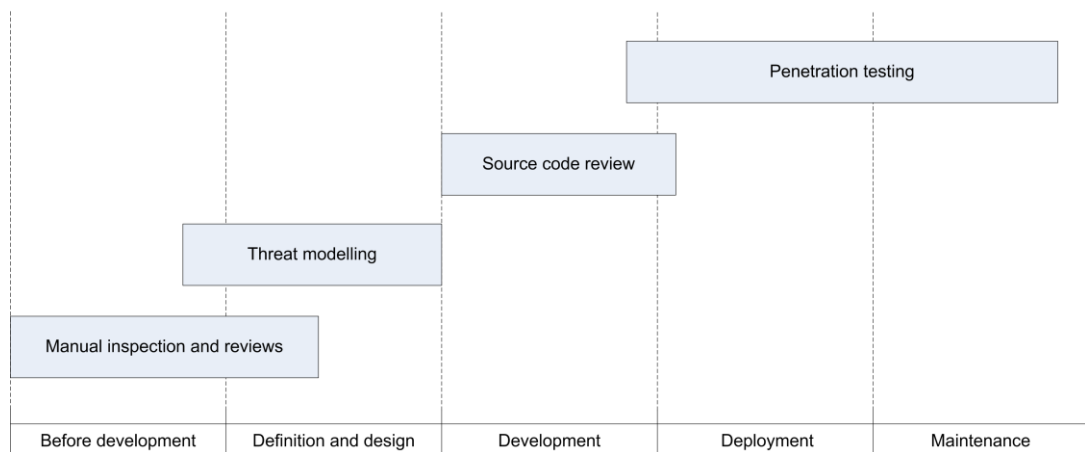 Penetration testing
Source code review
Threat modelling
Manual inspection and reviews
Before development
Definition and design
Development
Deployment
Maintenance